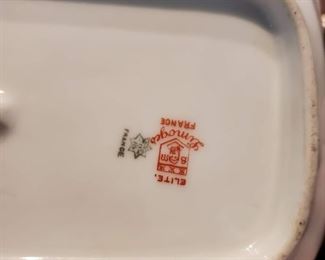 ELITE.
B & M
Limoges
FRANCE
FRANCE